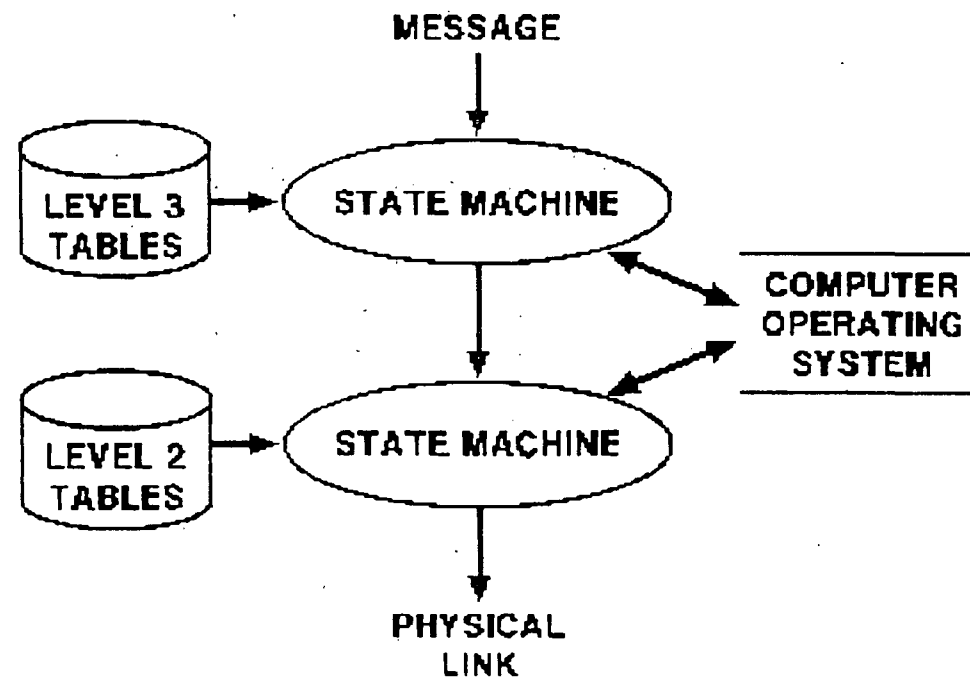 MESSAGE
LEVEL 3
TABLES
STATE MACHINE
COMPUTER
OPERATING
SYSTEM
LEVEL 2
TABLES
STATE MACHINE
PHYSICAL
LINK